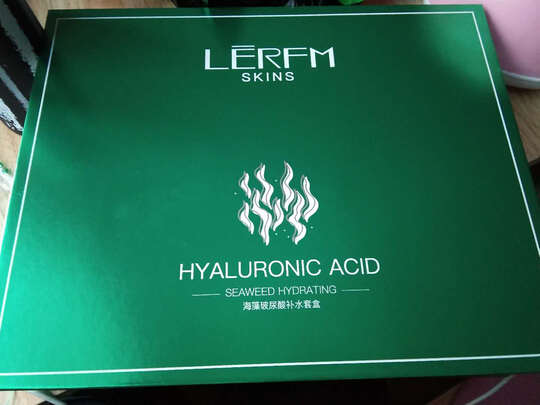 LĒRFM
SKINS
HYALURONIC ACID
SEAWEED HYDRATING
海藻玻尿酸补水套盒